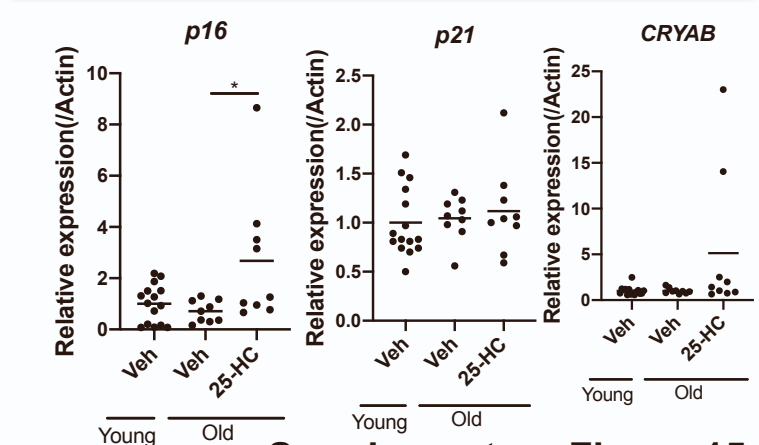 p16
Relative expression(/Actin)
10
8
6
4
2
0
*
Veh
Veh
25-HC
Young
Old
p21
Relative expression(/Actin)
2.5
2.0
1.5
1.0
0.5
0.0
Veh
Veh
25-HC
Young
Old
CRYAB
Relative expression(/Actin)
25
20
15
10
5
0
Veh
Veh
25-HC
Young
Old